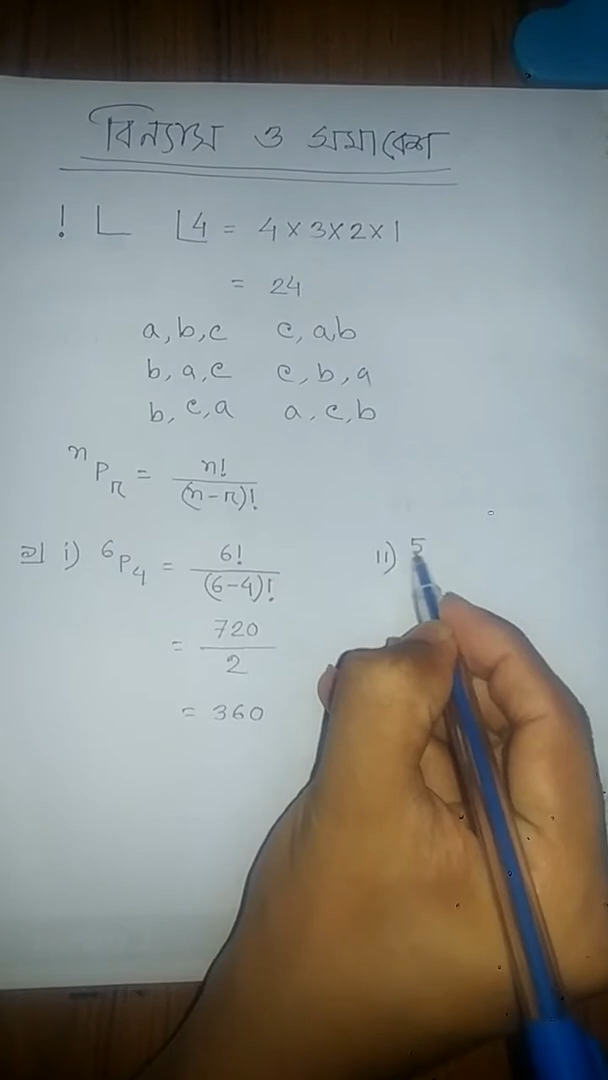 বিন্যাস ও সমাবেশ
! ∟ ∟4 = 4 × 3 × 2 × 1
= 24
a, b, c c, a, b
b, a, c c, b, a
b, c, a a, c, b
ⁿPᵣ = n! / (n-r)!
i) ⁶P₄ = 6! / (6-4)! ii) 5
= 720 / 2
= 360